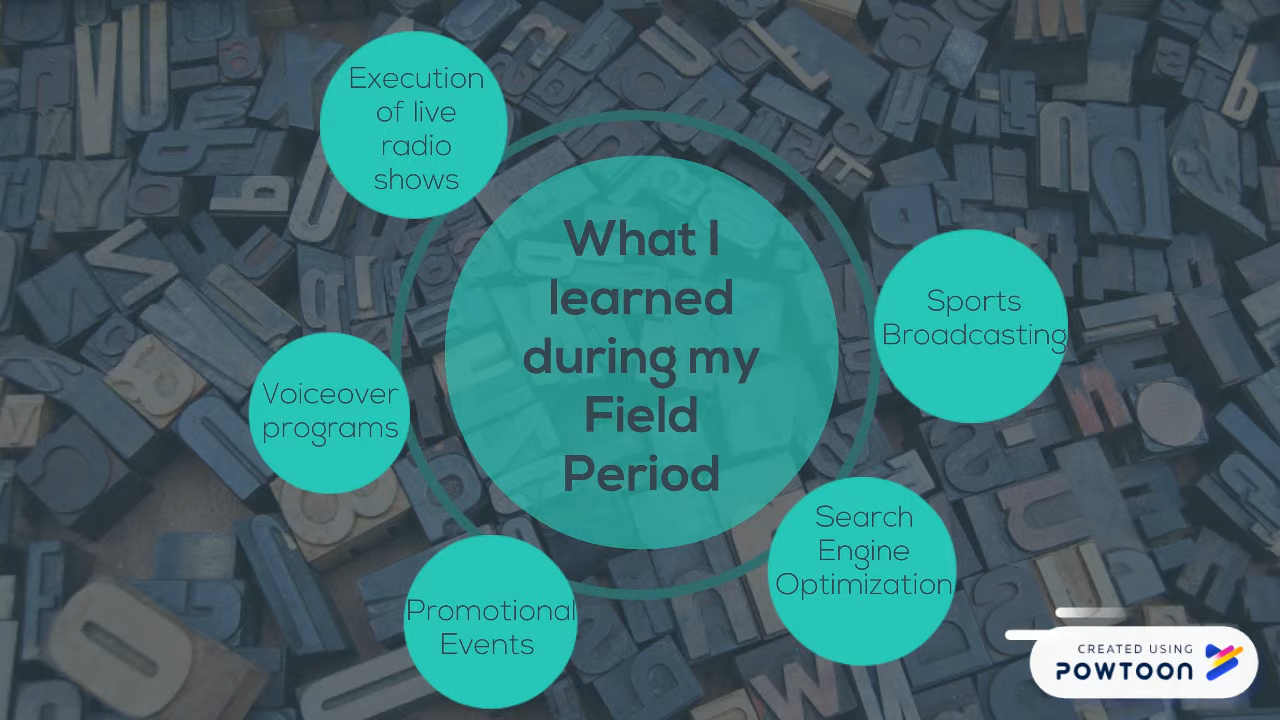 Execution
of live
radio
shows
What I
learned
during my
Field
Period
Sports
Broadcasting
Voiceover
programs
Search
Engine
Optimization
Promotional
Events
CREATED USING
POWTOON